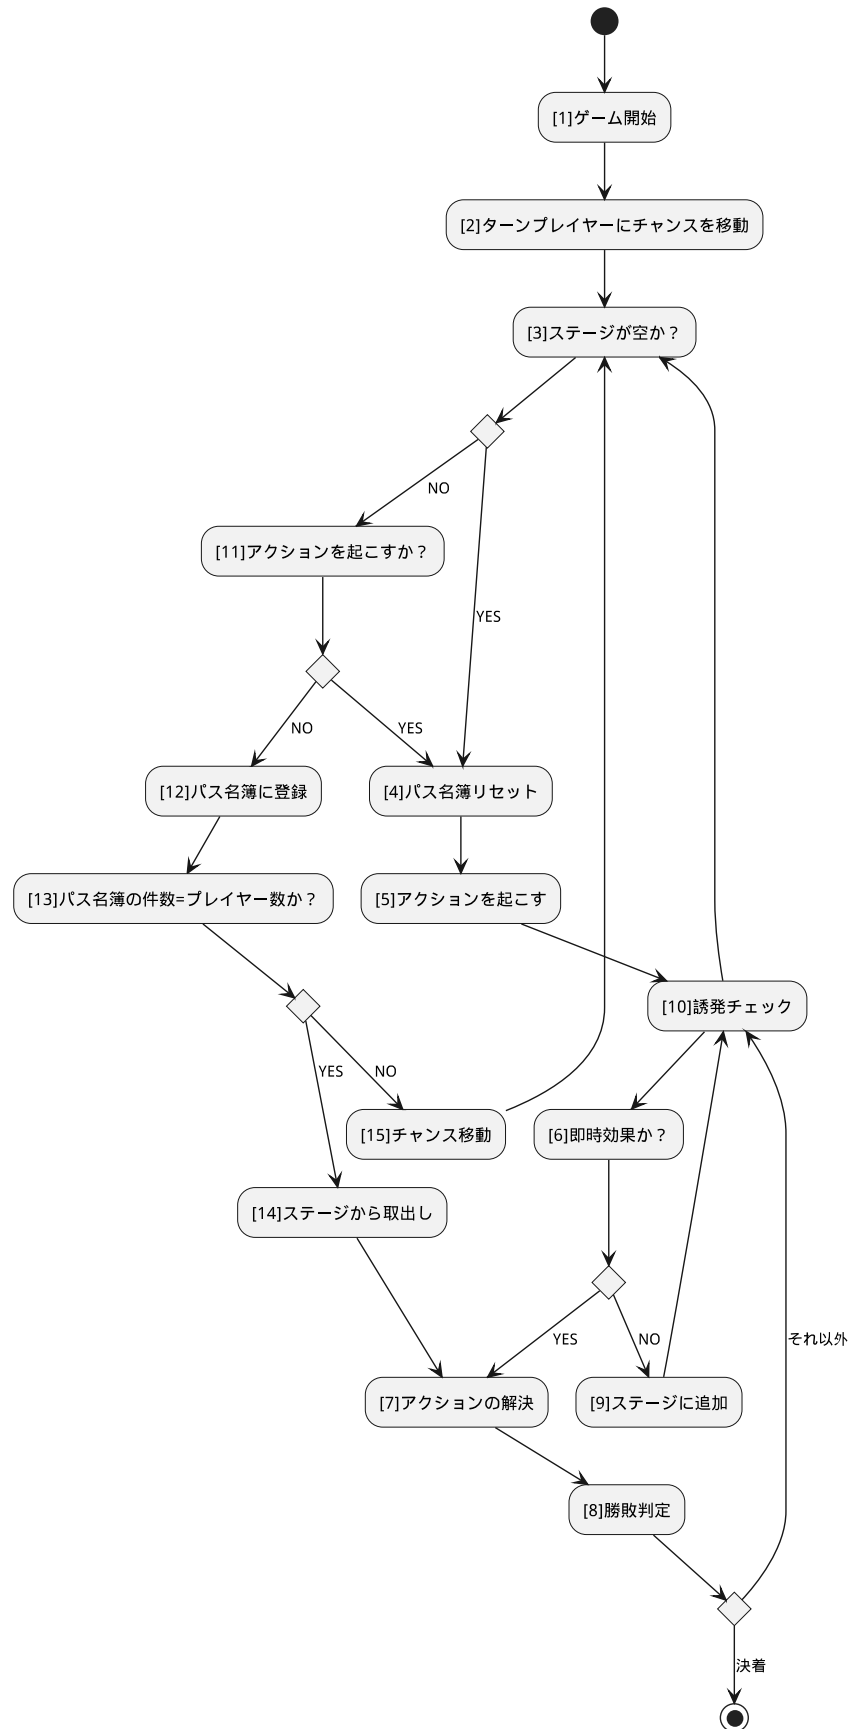 [1]ゲーム開始
[2]ターンプレイヤーにチャンスを移動
[3]ステージが空か？
NO
[11]アクションを起こすか？
YES
NO
YES
[12]パス名簿に登録
[4]パス名簿リセット
[13]パス名簿の件数=プレイヤー数か？
[5]アクションを起こす
[10]誘発チェック
YES
NO
[15]チャンス移動
[6]即時効果か？
[14]ステージから取出し
YES
NO
それ以外
[7]アクションの解決
[9]ステージに追加
[8]勝敗判定
決着